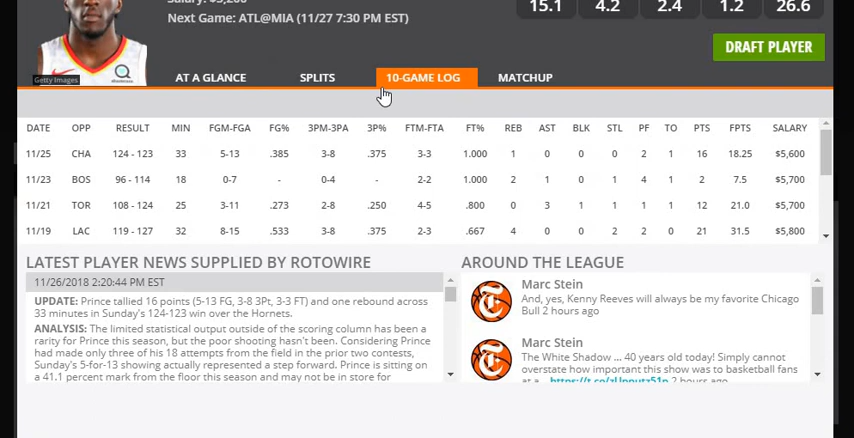 15.1 4.2 2.4 1.2 26.6
Next Game: ATL@MIA (11/27 7:30 PM EST)
DRAFT PLAYER
Getty Images
AT A GLANCE SPLITS 10-GAME LOG MATCHUP
DATE OPP RESULT MIN FGM-FGA FG% 3PM-3PA 3P% FTM-FTA FT% REB AST BLK STL PF TO PTS FPTS SALARY
11/25 CHA 124 - 123 33 5-13 .385 3-8 .375 3-3 1.000 1 0 0 0 2 1 16 18.25 $5,600
11/23 BOS 96 - 114 18 0-7 - 0-4 - 2-2 1.000 2 1 0 1 4 1 2 7.5 $5,700
11/21 TOR 108 - 124 25 3-11 .273 2-8 .250 4-5 .800 0 3 1 1 1 1 12 21.0 $5,700
11/19 LAC 119 - 127 32 8-15 .533 3-8 .375 2-3 .667 4 0 0 2 2 0 21 31.5 $5,800
LATEST PLAYER NEWS SUPPLIED BY ROTOWIRE
11/26/2018 2:20:44 PM EST
UPDATE: Prince tallied 16 points (5-13 FG, 3-8 3Pt, 3-3 FT) and one rebound across
33 minutes in Sunday's 124-123 win over the Hornets.
ANALYSIS: The limited statistical output outside of the scoring column has been a
rarity for Prince this season, but the poor shooting hasn't been. Considering Prince
had made only three of his 18 attempts from the field in the prior two contests,
Sunday's 5-for-13 showing actually represented a step forward. Prince is sitting on
a 41.1 percent mark from the floor this season and may not be in store for
AROUND THE LEAGUE
Marc Stein
And, yes, Kenny Reeves will always be my favorite Chicago
Bull 2 hours ago
Marc Stein
The White Shadow ... 40 years old today! Simply cannot
overstate how important this show was to basketball fans
at a... 2 hours ago